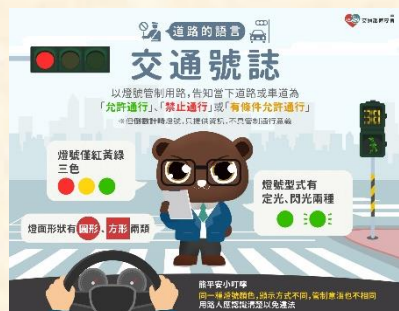 道路的語言
交通號誌
以燈號管制用路,告知當下道路或車道為
「允許通行」、「禁止通行」或「有條件允許通行」
※但倒數計時燈號,只提供資訊,不具管制通行意義
燈號僅紅黃綠
三色
燈號型式有
定光、閃光兩種
燈面形狀有 圓形、方形 兩類
30
熊平安小叮嚀
同一種燈號顏色,顯示方式不同,管制意涵也不相同
用路人應認識清楚以免違法